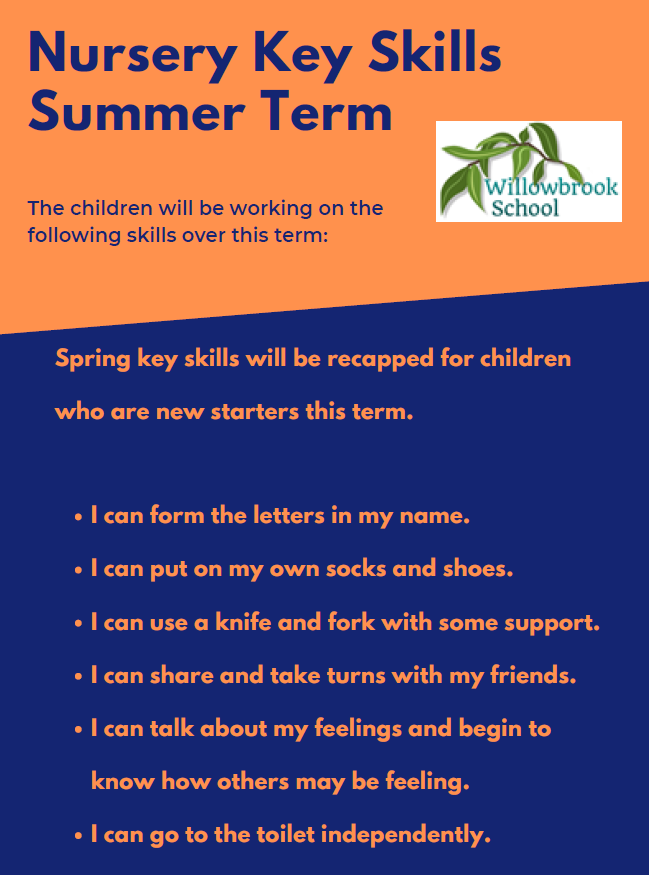 Nursery Key Skills
Summer Term
Willowbrook
School
The children will be working on the
following skills over this term:
Spring key skills will be recapped for children
who are new starters this term.
• I can form the letters in my name.
• I can put on my own socks and shoes.
• I can use a knife and fork with some support.
• I can share and take turns with my friends.
• I can talk about my feelings and begin to
know how others may be feeling.
• I can go to the toilet independently.